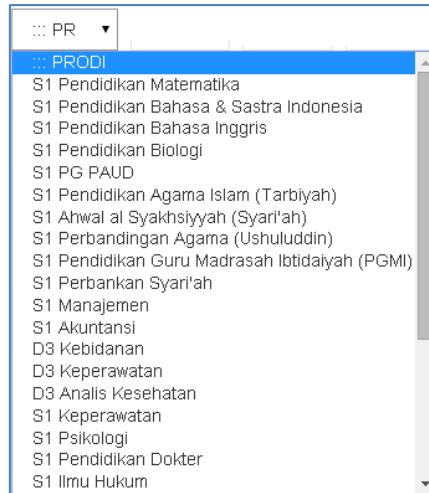 ::: PR
::: PRODI
S1 Pendidikan Matematika
S1 Pendidikan Bahasa & Sastra Indonesia
S1 Pendidikan Bahasa Inggris
S1 Pendidikan Biologi
S1 PG PAUD
S1 Pendidikan Agama Islam (Tarbiyah)
S1 Ahwal al Syakhsiyyah (Syari'ah)
S1 Perbandingan Agama (Ushuluddin)
S1 Pendidikan Guru Madrasah Ibtidaiyah (PGMI)
S1 Perbankan Syari'ah
S1 Manajemen
S1 Akuntansi
D3 Kebidanan
D3 Keperawatan
D3 Analis Kesehatan
S1 Keperawatan
S1 Psikologi
S1 Pendidikan Dokter
S1 Ilmu Hukum